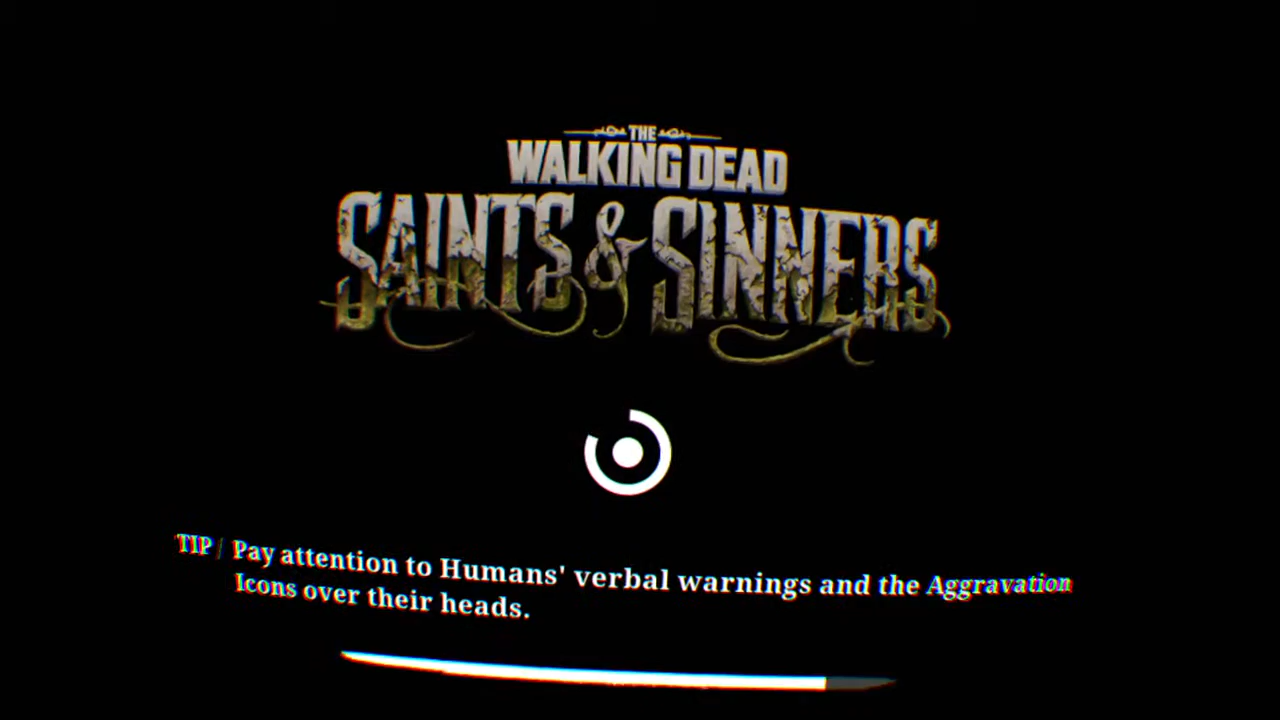 THE
WALKING DEAD
SAINTS & SINNERS
TIP / Pay attention to Humans' verbal warnings and the Aggravation
Icons over their heads.